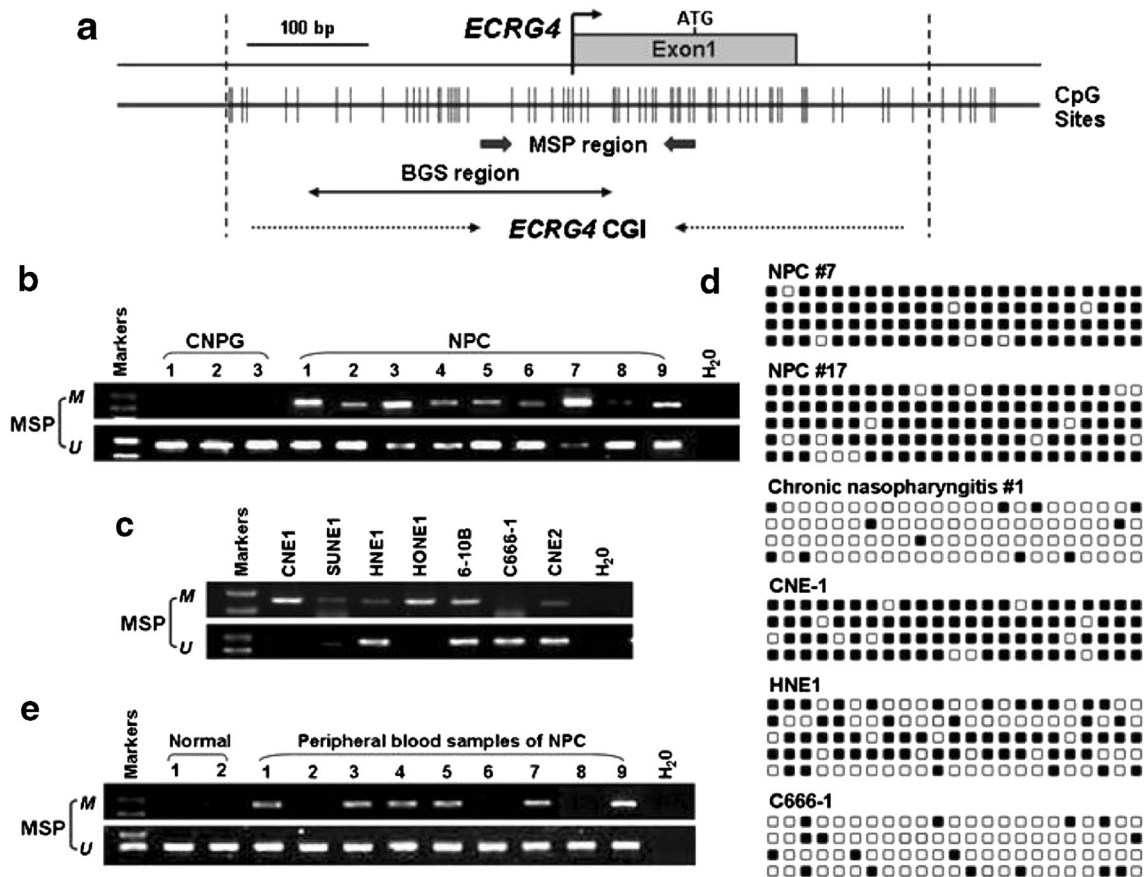 a
100 bp
ECRG4
ATG
Exon1
CpG
Sites
MSP region
BGS region
ECRG4 CGI
b
Markers
CNPG
1 2 3
NPC
1 2 3 4 5 6 7 8 9
H20
MSP
M
U
c
Markers
CNE1
SUNE1
HNE1
HONE1
6-10B
C666-1
CNE2
H20
MSP
M
U
d
NPC #7
NPC #17
Chronic nasopharyngitis #1
CNE-1
HNE1
C666-1
e
Markers
Normal
1 2
Peripheral blood samples of NPC
1 2 3 4 5 6 7 8 9
H20
MSP
M
U